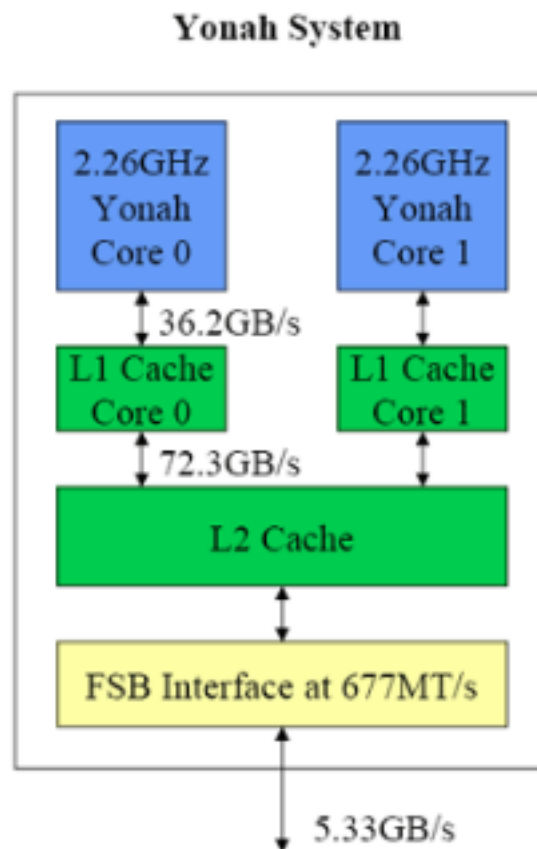 Yonah System
2.26GHz
Yonah
Core 0
2.26GHz
Yonah
Core 1
36.2GB/s
L1 Cache
Core 0
L1 Cache
Core 1
72.3GB/s
L2 Cache
FSB Interface at 677MT/s
5.33GB/s